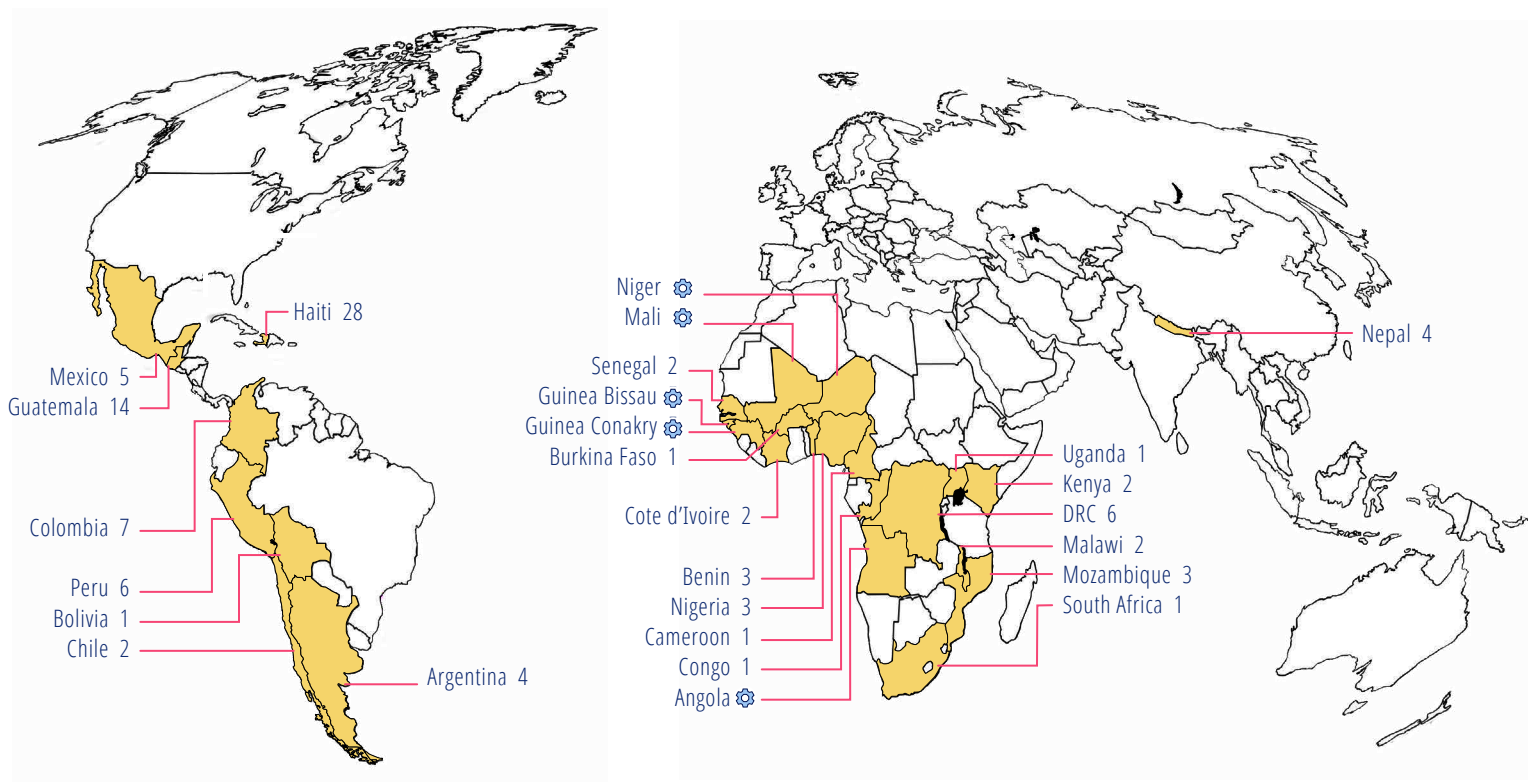 Haiti 28
Mexico 5
Guatemala 14
Colombia 7
Peru 6
Bolivia 1
Chile 2
Argentina 4
Niger
Mali
Senegal 2
Guinea Bissau
Guinea Conakry
Burkina Faso 1
Cote d’Ivoire 2
Benin 3
Nigeria 3
Cameroon 1
Congo 1
Angola
Nepal 4
Uganda 1
Kenya 2
DRC 6
Malawi 2
Mozambique 3
South Africa 1